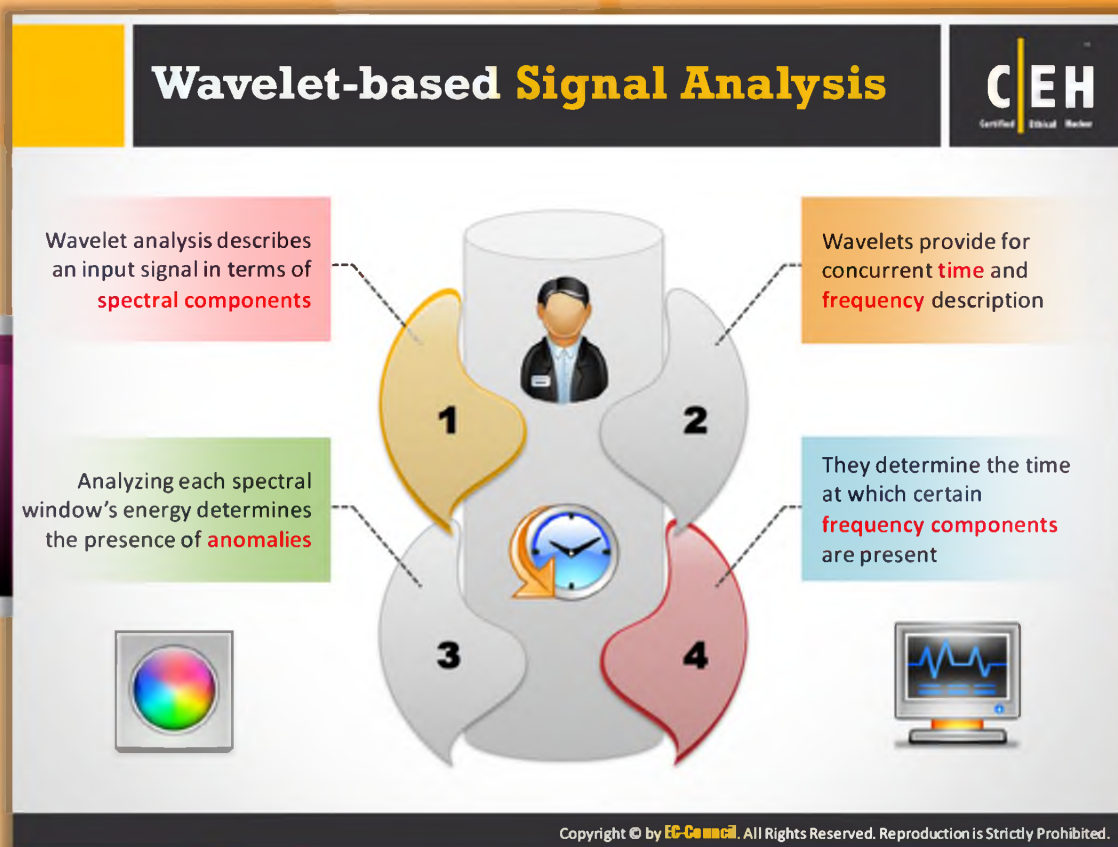 Wavelet-based Signal Analysis
C|EH
Certified Ethical Hacker
Wavelet analysis describes
an input signal in terms of
spectral components
1
Wavelets provide for
concurrent time and
frequency description
2
Analyzing each spectral
window's energy determines
the presence of anomalies
3
They determine the time
at which certain
frequency components
are present
4
Copyright © by EC-Council. All Rights Reserved. Reproduction is Strictly Prohibited.